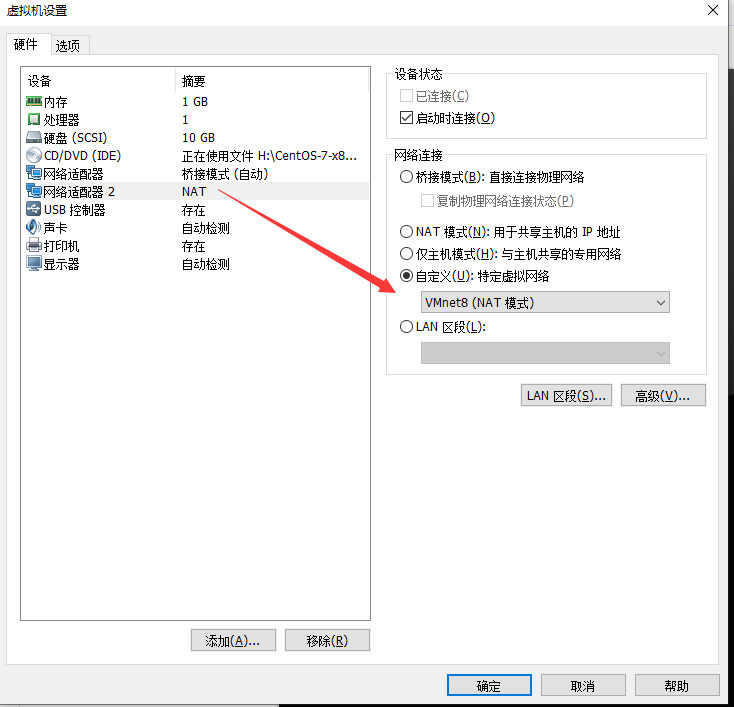 虚拟机设置
硬件 选项
设备 摘要
内存 1 GB
处理器 1
硬盘 (SCSI) 10 GB
CD/DVD (IDE) 正在使用文件 H:\CentOS-7-x8...
网络适配器 桥接模式 (自动)
网络适配器 2 NAT
USB 控制器 存在
声卡 自动检测
打印机 存在
显示器 自动检测
添加(A)... 移除(R)
设备状态
已连接(C)
启动时连接(O)
网络连接
桥接模式(B): 直接连接物理网络
复制物理网络连接状态(P)
NAT 模式(N): 用于共享主机的 IP 地址
仅主机模式(H): 与主机共享的专用网络
自定义(U): 特定虚拟网络
VMnet8 (NAT 模式)
LAN 区段(L):
LAN 区段(S)... 高级(V)...
确定 取消 帮助